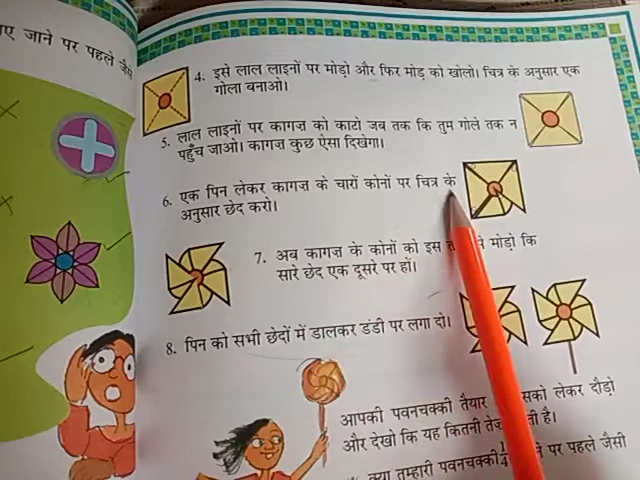 ए जाने पर पहले जैसी
4. इसे लाल लाइनों पर मोड़ो और फिर मोड़ को खोलो। चित्र के अनुसार एक
गोला बनाओ।
5. लाल लाइनों पर कागज़ को काटो जब तक कि तुम गोले तक न
पहुँच जाओ। कागज़ कुछ ऐसा दिखेगा।
6. एक पिन लेकर कागज़ के चारों कोनों पर चित्र के
अनुसार छेद करो।
7. अब कागज़ के कोनों को इस मोड़ो कि
सारे छेद एक दूसरे पर हों।
8. पिन को सभी छेदों में डालकर डंडी पर लगा दो।
आपकी पवनचक्की तैयार लेकर दौड़ो
और देखो कि यह कितनी है।
क्या तुम्हारी पवनचक्की पर पहले जैसी